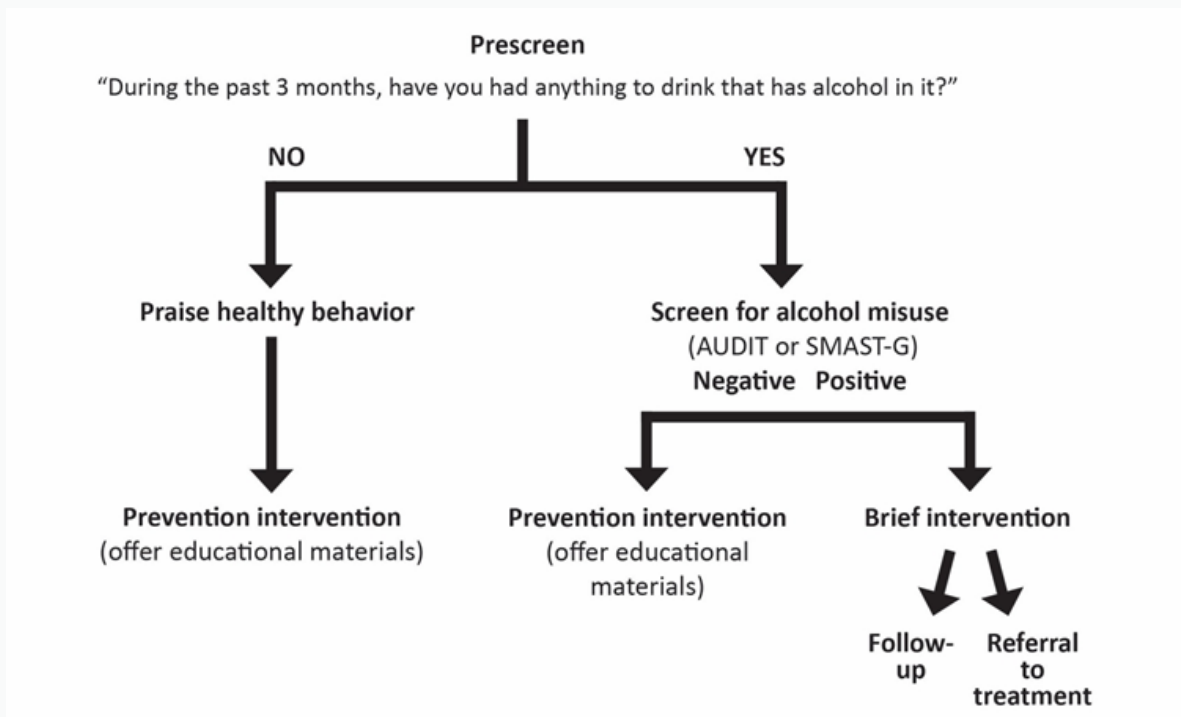 Prescreen
“During the past 3 months, have you had anything to drink that has alcohol in it?”
NO
YES
Praise healthy behavior
Screen for alcohol misuse
(AUDIT or SMAST-G)
Negative Positive
Prevention intervention
(offer educational materials)
Prevention intervention
(offer educational
materials)
Brief intervention
Follow-
up
Referral
to
treatment